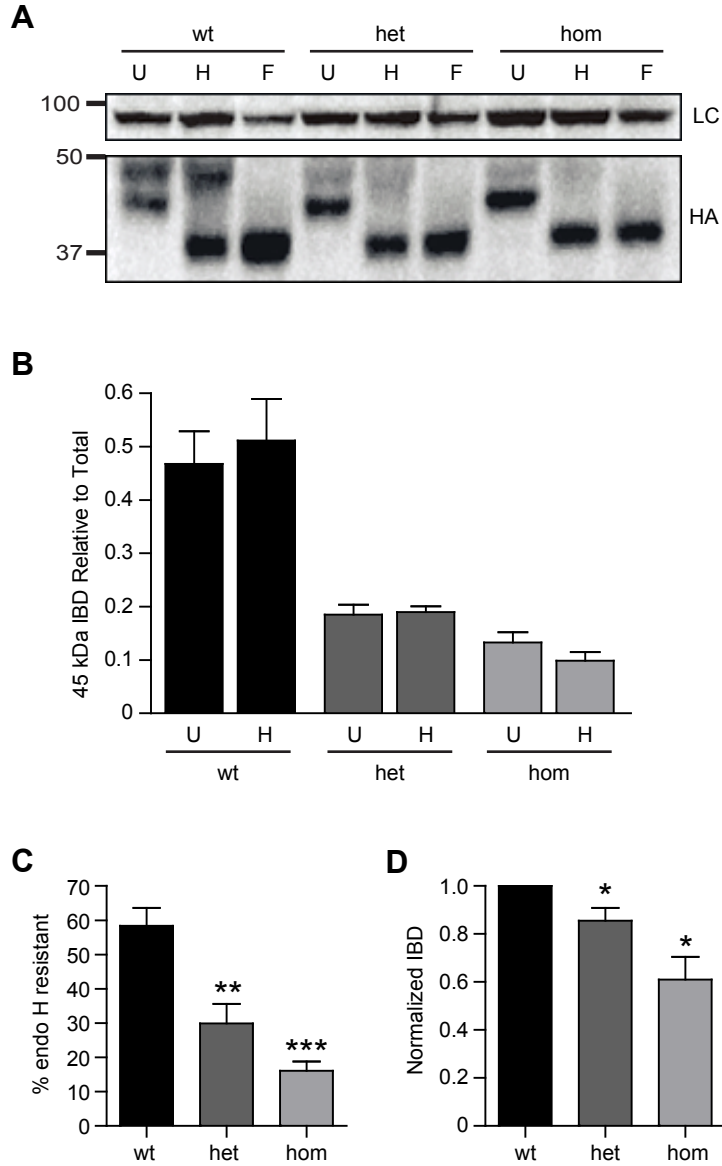 A
wt het hom
U H F U H F U H F
100
LC
50
HA
37
B
45 kDa IBD Relative to Total
0.6
0.5
0.4
0.3
0.2
0.1
0
U H U H U H
wt het hom
C
% endo H resistant
70
60
50
40
30
20
10
0
**
***
wt het hom
D
Normalized IBD
1.0
0.8
0.6
0.4
0.2
0
*
*
wt het hom